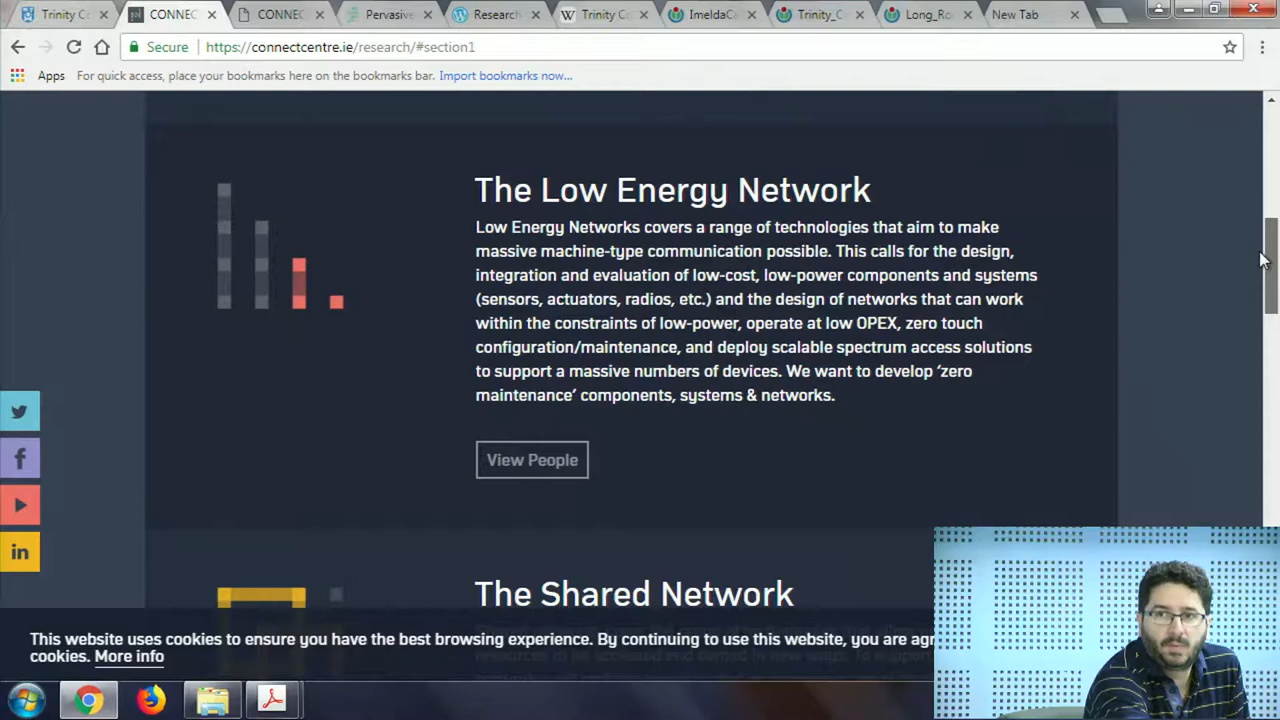 Trinity Co
CONNEC
CONNEC
Pervasive
Research
Trinity Co
ImeldaCa
Trinity_C
Long_Roo
New Tab
Secure
https://connectcentre.ie/research/#section1
Apps
For quick access, place your bookmarks here on the bookmarks bar. Import bookmarks now...
The Low Energy Network
Low Energy Networks covers a range of technologies that aim to make
massive machine-type communication possible. This calls for the design,
integration and evaluation of low-cost, low-power components and systems
(sensors, actuators, radios, etc.) and the design of networks that can work
within the constraints of low-power, operate at low OPEX, zero touch
configuration/maintenance, and deploy scalable spectrum access solutions
to support a massive numbers of devices. We want to develop ‘zero
maintenance’ components, systems & networks.
View People
The Shared Network
This website uses cookies to ensure you have the best browsing experience. By continuing to use this website, you are agr
cookies. More info